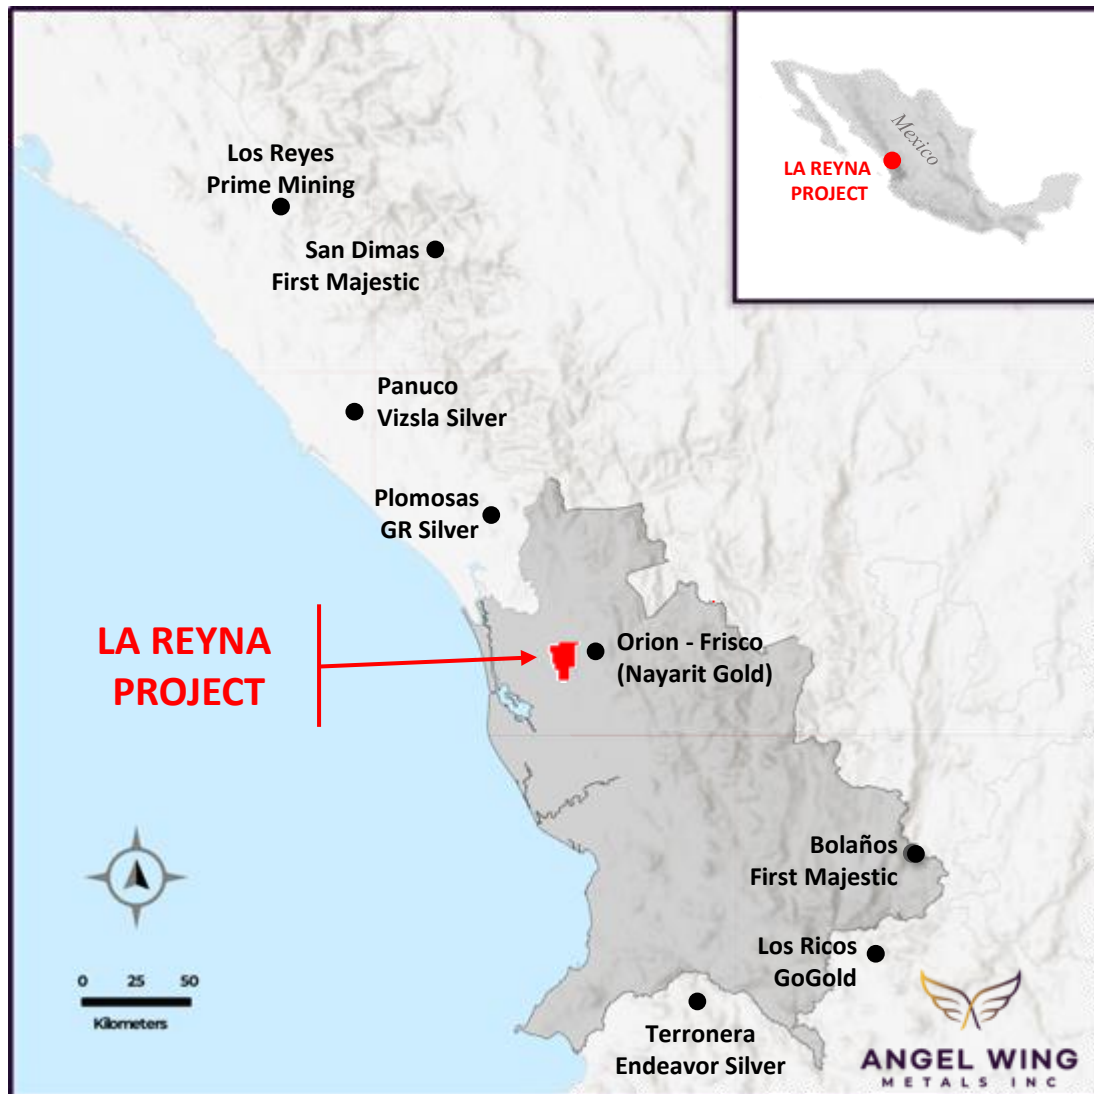 Mexico
LA REYNA
PROJECT
Los Reyes
Prime Mining
San Dimas
First Majestic
Panuco
Vizsla Silver
Plomosas
GR Silver
LA REYNA
PROJECT
Orion - Frisco
(Nayarit Gold)
Bolaños
First Majestic
Los Ricos
GoGold
0 25 50
Kilometers
Terronera
Endeavor Silver
ANGEL WING
METALS INC